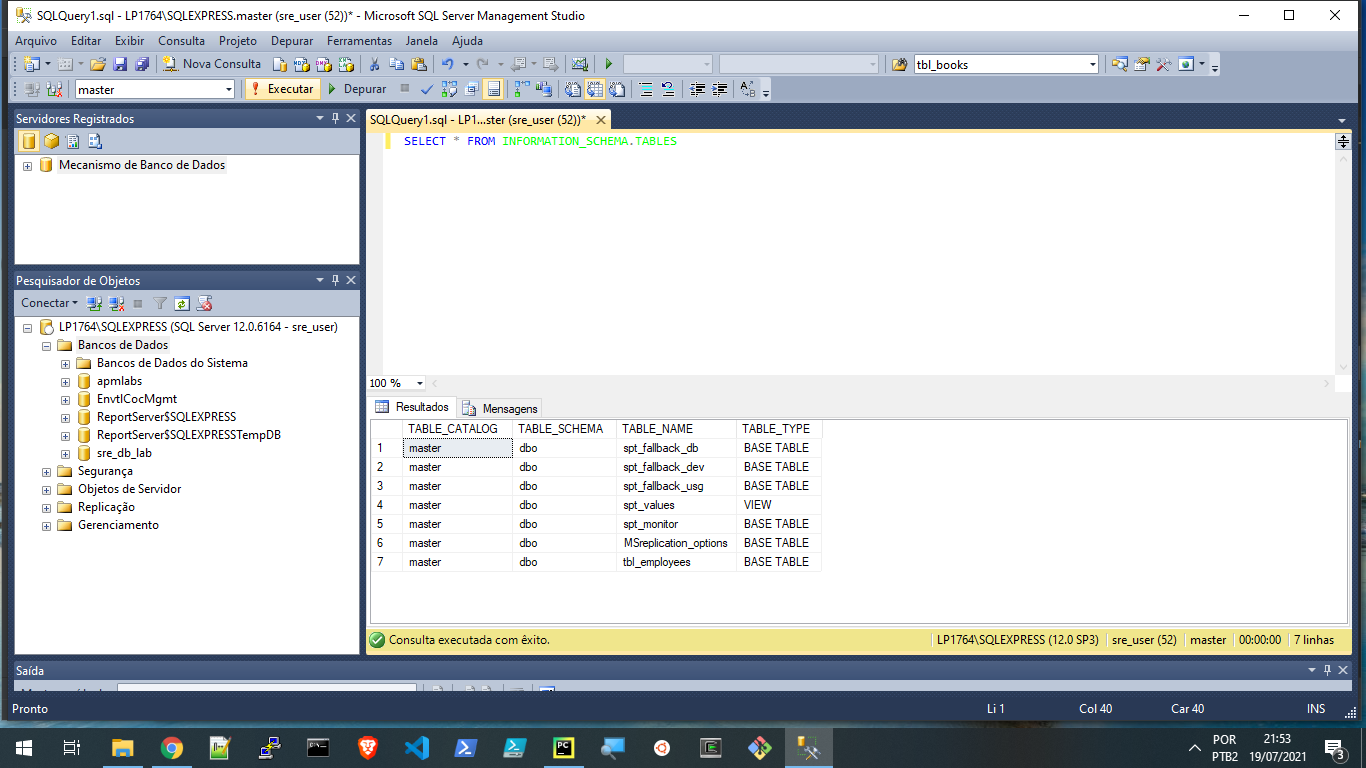 SQLQuery1.sql - LP1764\SQLEXPRESS.master (sre_user (52))* - Microsoft SQL Server Management Studio
Arquivo Editar Exibir Consulta Projeto Depurar Ferramentas Janela Ajuda
Nova Consulta tbl_books
master Executar Depurar
Servidores Registrados
Mecanismo de Banco de Dados
SQLQuery1.sql - LP1...ster (sre_user (52))*
SELECT * FROM INFORMATION_SCHEMA.TABLES
Pesquisador de Objetos
Conectar
LP1764\SQLEXPRESS (SQL Server 12.0.6164 - sre_user)
Bancos de Dados
Bancos de Dados do Sistema
apmlabs
EnvtlCocMgmt
ReportServer$SQLEXPRESS
ReportServer$SQLEXPRESSTempDB
sre_db_lab
Segurança
Objetos de Servidor
Replicação
Gerenciamento
100 %
Resultados Mensagens
TABLE_CATALOG TABLE_SCHEMA TABLE_NAME TABLE_TYPE
1 master dbo spt_fallback_db BASE TABLE
2 master dbo spt_fallback_dev BASE TABLE
3 master dbo spt_fallback_usg BASE TABLE
4 master dbo spt_values VIEW
5 master dbo spt_monitor BASE TABLE
6 master dbo MSreplication_options BASE TABLE
7 master dbo tbl_employees BASE TABLE
Consulta executada com êxito. LP1764\SQLEXPRESS (12.0 SP3) sre_user (52) master 00:00:00 7 linhas
Saída
Pronto Li 1 Col 40 Car 40 INS
POR 21:53
PTB2 19/07/2021 3